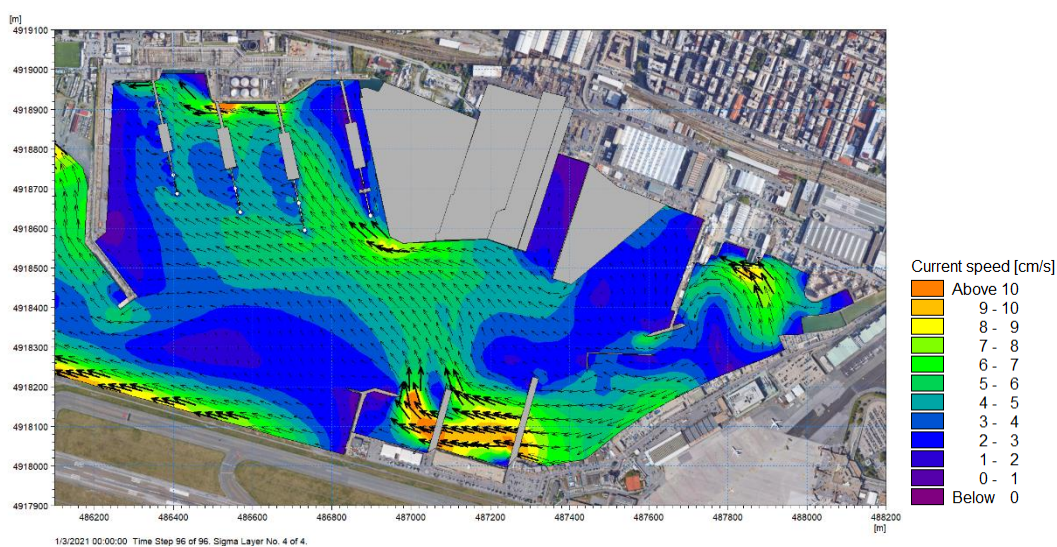 [m]
4919100
4919000
4918900
4918800
4918700
4918600
4918500
4918400
4918300
4918200
4918100
4918000
4917900
486200 486400 486600 486800 487000 487200 487400 487600 487800 488000 488200
[m]
1/3/2021 00:00:00 Time Step 96 of 96. Sigma Layer No. 4 of 4.
Current speed [cm/s]
Above 10
9 - 10
8 - 9
7 - 8
6 - 7
5 - 6
4 - 5
3 - 4
2 - 3
1 - 2
0 - 1
Below 0